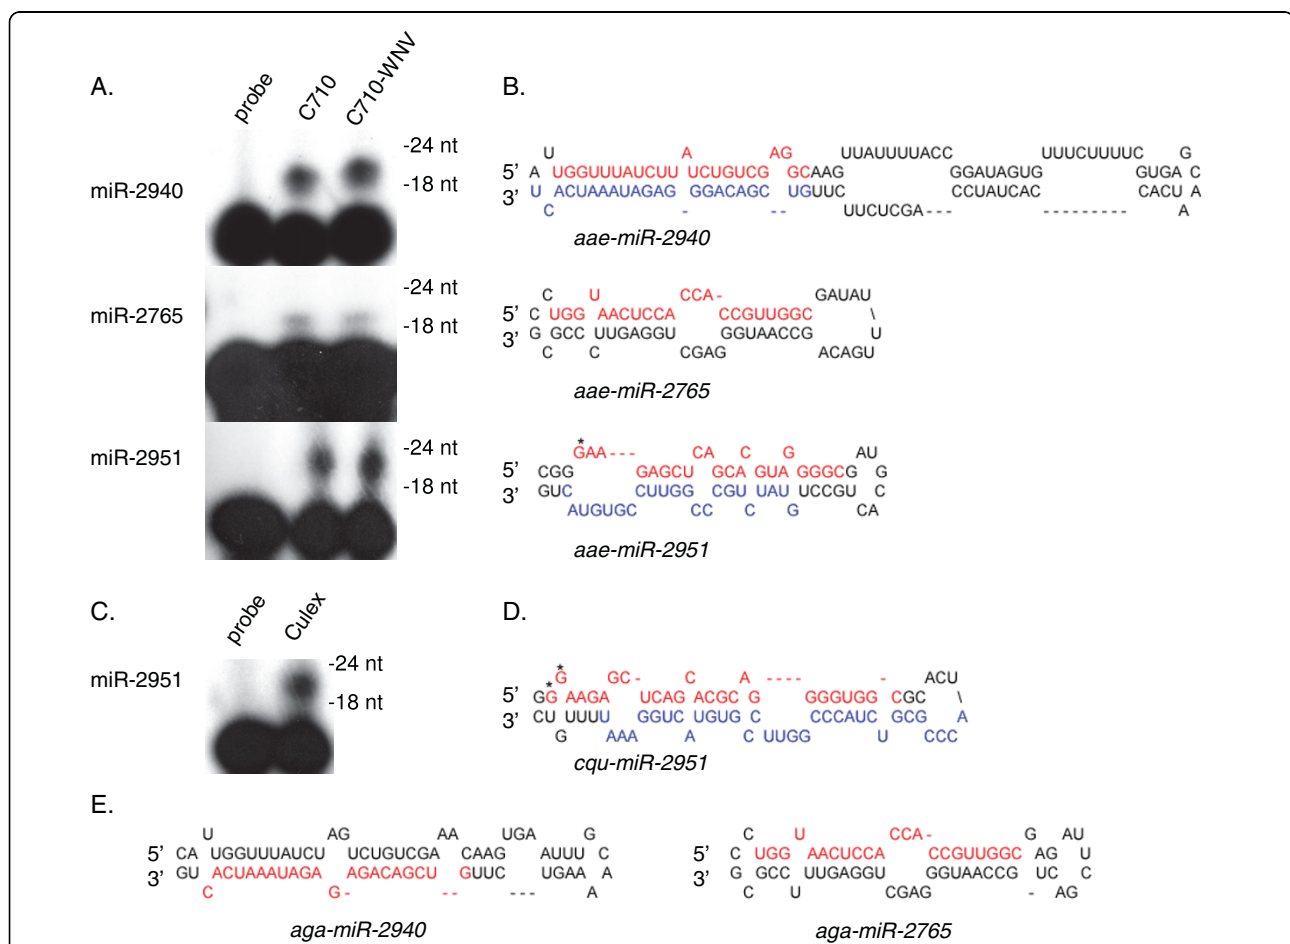 A.
probe
C710
C710-WNV
miR-2940
-24 nt
-18 nt
miR-2765
-24 nt
-18 nt
miR-2951
-24 nt
-18 nt
B.
U A AG UUAUUUUACC UUUCUUUUC G
5’ A UGGUUUAUCUU UCUGUCG GCAAG GGAUAGUG GUGA C
3’ U ACUAAAUAGAG GGACAGC UGUUC CCUAUCAC CACU A
C - -- UUCUCGA--- --------- A
aae-miR-2940
C U CCA- GAUAU
5’ C UGG AACUCCA CCGUUGGC \
3’ G GCC UUGAGGU GGUAACCG U
C C CGAG ACAGU
aae-miR-2765
*
GAA--- CA C G AU
5’ CGG GAGCU GCA GUA GGGCG G
3’ GUC CUUGG CGU UAU UCCGU C
AUGUGC CC C G CA
aae-miR-2951
C.
probe
Culex
miR-2951
-24 nt
-18 nt
D.
*
G GC- C A ---- - ACU
*
5’ GG AAGA UCAG ACGC G GGGUGG CGC \
3’ CU UUUU GGUC UGUG C CCCAUC GCG A
G AAA A C UUGG U CCC
cqu-miR-2951
E.
U AG AA UGA G
5’ CA UGGUUUAUCU UCUGUCGA CAAG AUUU C
3’ GU ACUAAAUAGA AGACAGCU GUUC UGAA A
C G- -- --- A
aga-miR-2940
C U CCA- G AU
5’ C UGG AACUCCA CCGUUGGC AG U
3’ G GCC UUGAGGU GGUAACCG UC C
C U CGAG - AG
aga-miR-2765